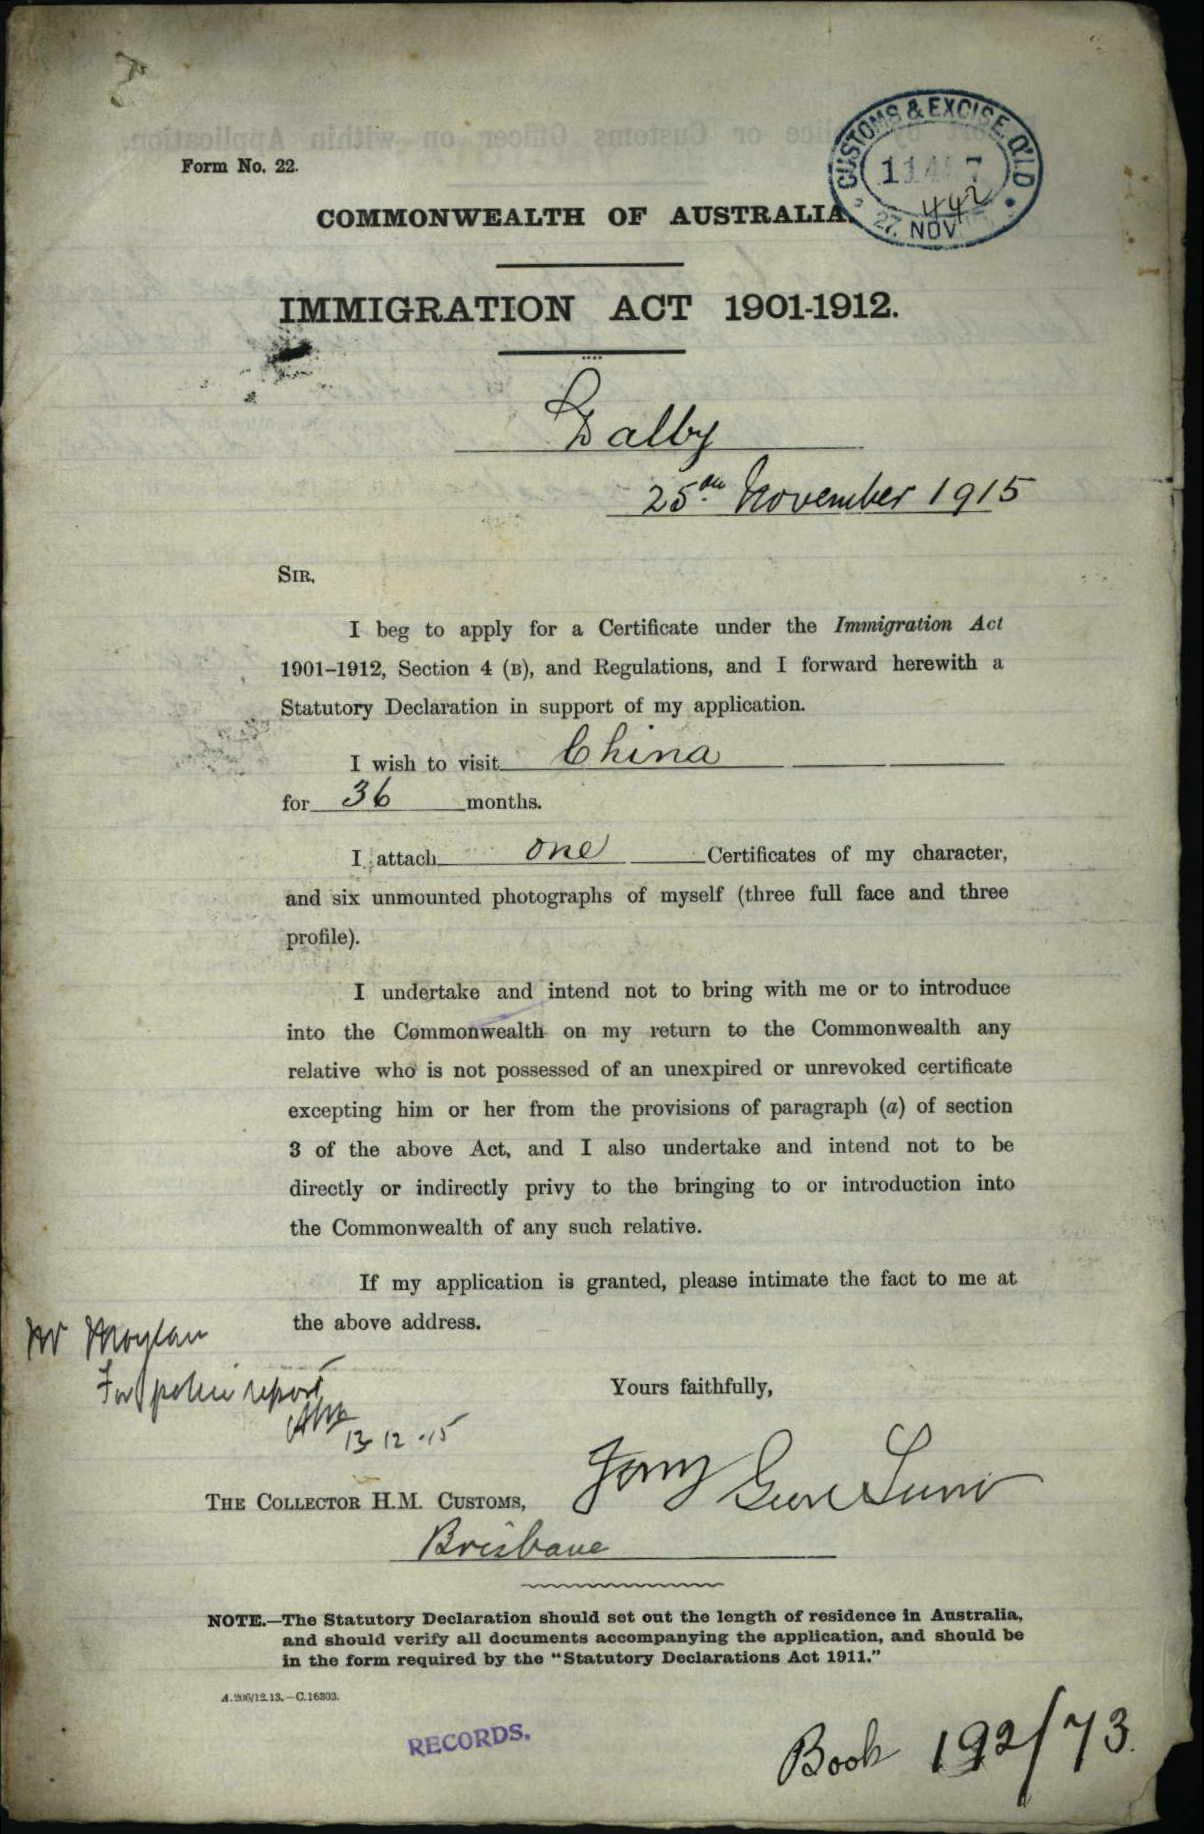 Form No. 22.
CUSTOMS & EXCISE. Q'LD
442
27. NOV
COMMONWEALTH OF AUSTRALIA.
IMMIGRATION ACT 1901-1912.
Dalby
25th November 1915
SIR,
I beg to apply for a Certificate under the Immigration Act
1901-1912, Section 4 (B), and Regulations, and I forward herewith a
Statutory Declaration in support of my application.
I wish to visit China
for 36 months.
I attach one Certificates of my character,
and six unmounted photographs of myself (three full face and three
profile).
I undertake and intend not to bring with me or to introduce
into the Commonwealth on my return to the Commonwealth any
relative who is not possessed of an unexpired or unrevoked certificate
excepting him or her from the provisions of paragraph (a) of section
3 of the above Act, and I also undertake and intend not to be
directly or indirectly privy to the bringing to or introduction into
the Commonwealth of any such relative.
If my application is granted, please intimate the fact to me at
the above address.
Mr Moylan
For police report
13 12 .15
Yours faithfully,
THE COLLECTOR H.M. CUSTOMS,
Brisbane
NOTE.—The Statutory Declaration should set out the length of residence in Australia,
and should verify all documents accompanying the application, and should be
in the form required by the "Statutory Declarations Act 1911."
A.206/12.13.—C.16303.
RECORDS.
Book 192/73.